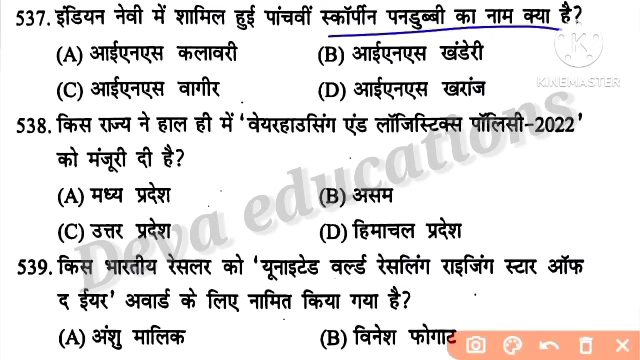 537. इंडियन नेवी में शामिल हुई पांचवीं स्कॉर्पीन पनडुब्बी का नाम क्या है?
(A) आईएनएस कलावरी (B) आईएनएस खंडेरी
(C) आईएनएस वागीर (D) आईएनएस खरांज
538. किस राज्य ने हाल ही में 'वेयरहाउसिंग एंड लॉजिस्टिक्स पॉलिसी-2022'
को मंजूरी दी है?
(A) मध्य प्रदेश (B) असम
(C) उत्तर प्रदेश (D) हिमाचल प्रदेश
539. किस भारतीय रेसलर को 'यूनाइटेड वर्ल्ड रेसलिंग राइजिंग स्टार ऑफ
द ईयर' अवार्ड के लिए नामित किया गया है?
(A) अंशु मालिक (B) विनेश फोगाट
Deva educations
KINEMASTER